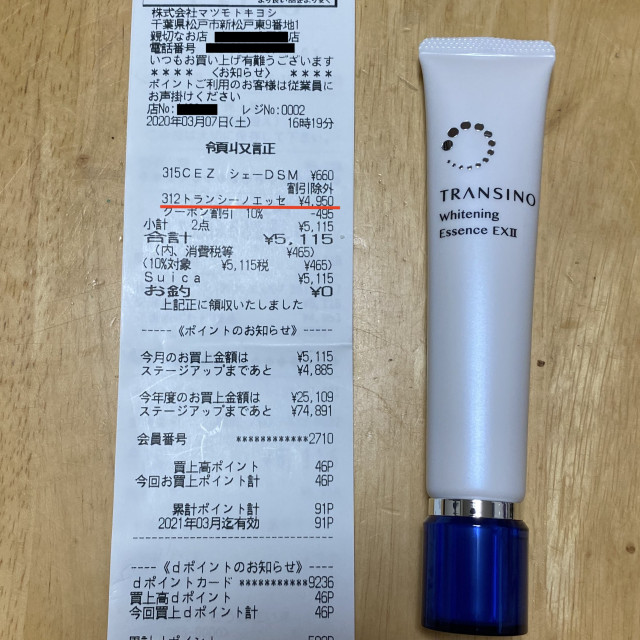 株式会社マツモトキヨシ
千葉県松戸市新松戸東9番地1
親切なお店 店
電話番号
いつもお買い上げ有難うございます
****　〈お知らせ〉　****
ポイントご利用のお客様は従業員に
お声掛けください
店No: レジNo:0002
2020年03月07日(土) 16時19分
領収証
315CEZ シェーDSM ¥660
割引除外
312トランシーノエッセ ¥4,950
クーポン割引 10% -495
小計 2点 ¥5,115
合計 ¥5,115
(内、消費税等 ¥465)
(10%対象 ¥5,115税 ¥465)
Suica ¥5,115
お釣 ¥0
上記正に領収いたしました
-----《ポイントのお知らせ》-----
今月のお買上金額は ¥5,115
ステージアップまであと ¥4,885
今年度のお買上金額は ¥25,109
ステージアップまであと ¥74,891
会員番号 ************2710
買上高ポイント 46P
今回お買上ポイント計 46P
累計ポイント計 91P
2021年03月迄有効 91P
----《dポイントのお知らせ》----
dポイントカード ***********9236
買上高dポイント 46P
今回買上dポイント計 46P
TRANSINO
Whitening
Essence EXII